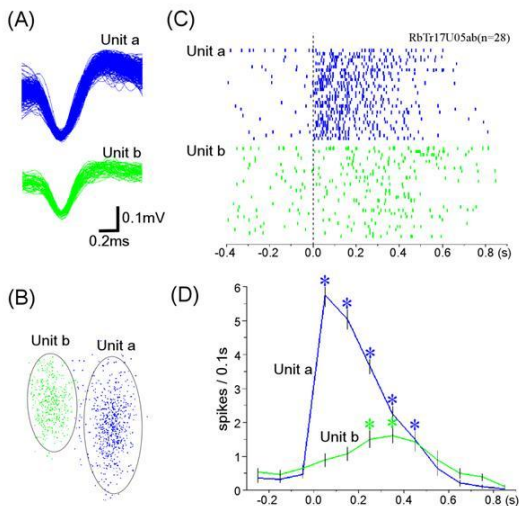 (A)
Unit a
Unit b
0.1mV
0.2ms
(B)
Unit b Unit a
(C)
RbTr17U05ab(n=28)
Unit a
Unit b
-0.4 -0.2 0.0 0.2 0.4 0.6 0.8 (s)
(D)
spikes / 0.1s
6
5
4
3
2
1
0
Unit a
Unit b
-0.2 0.0 0.2 0.4 0.6 0.8 (s)